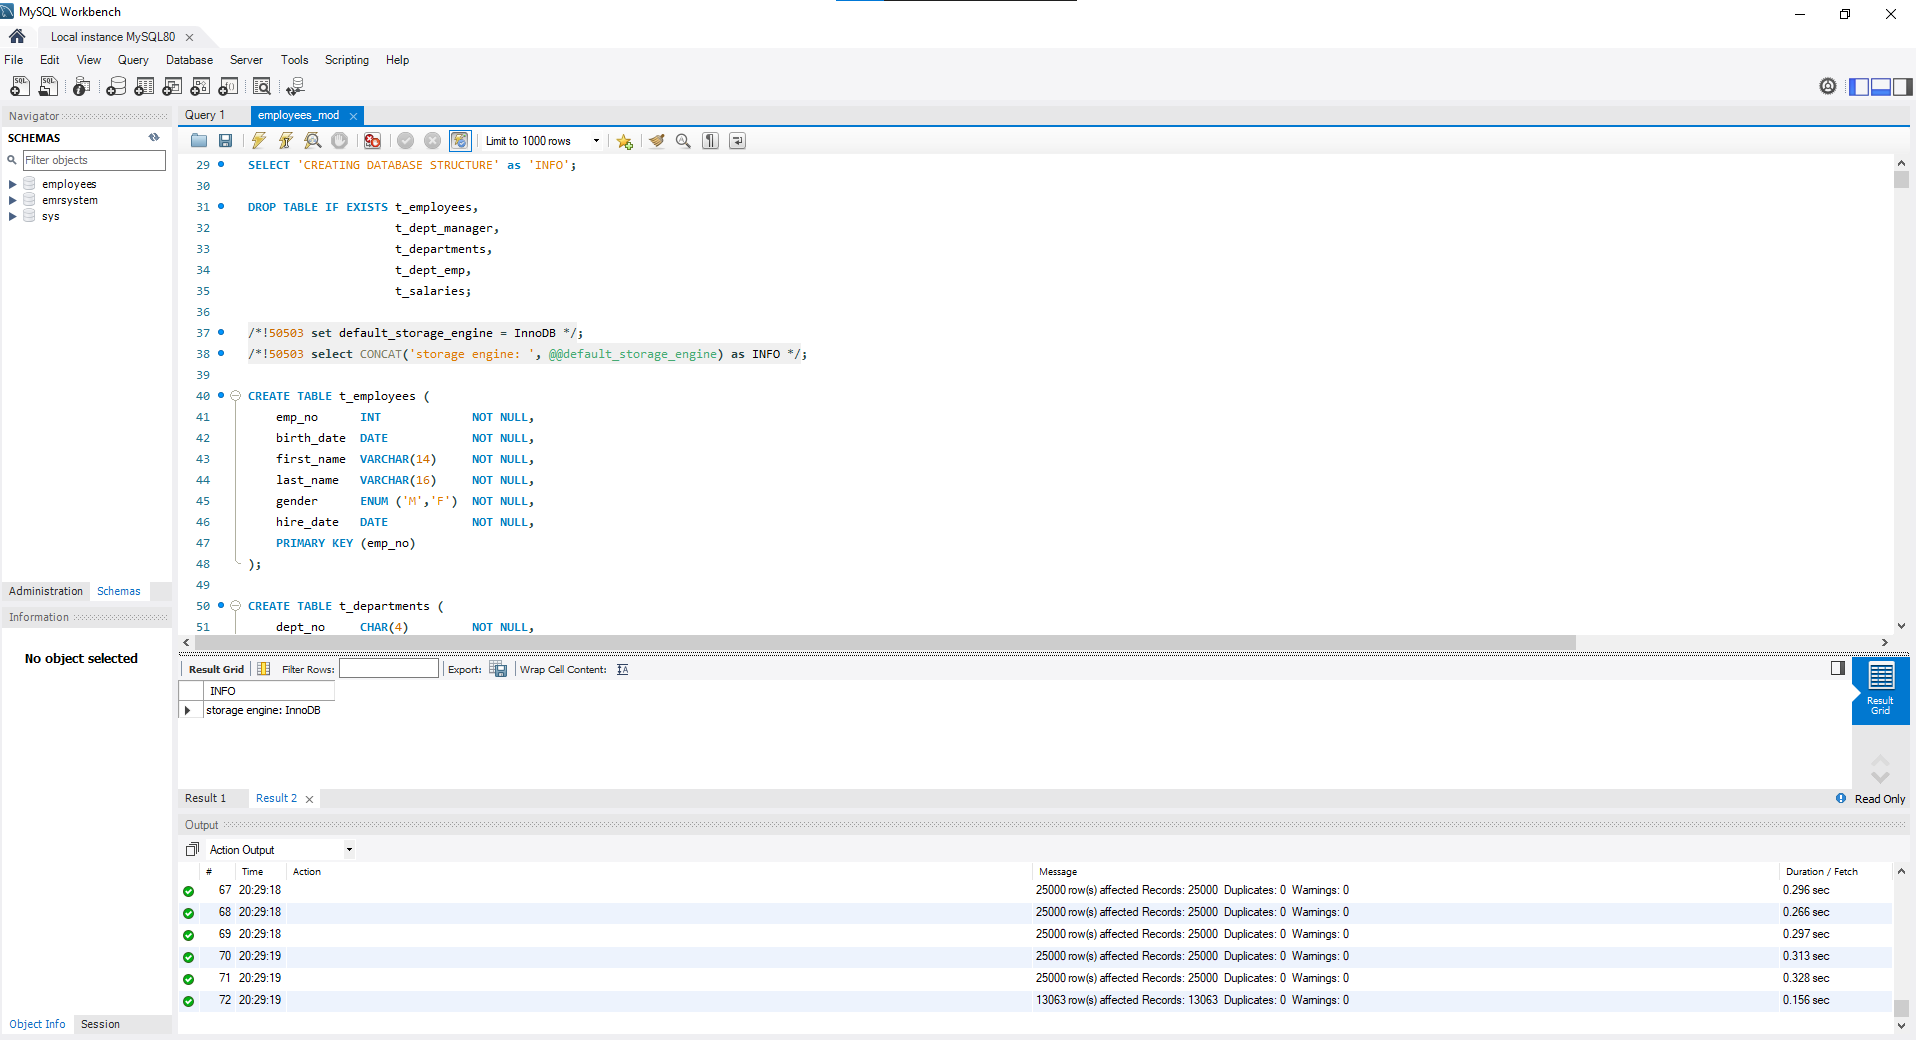 MySQL Workbench
Local instance MySQL80
File Edit View Query Database Server Tools Scripting Help
Navigator
SCHEMAS
Filter objects
employees
emrsystem
sys
Administration Schemas
Information
No object selected
Object Info Session
Query 1 employees_mod
Limit to 1000 rows
29 SELECT 'CREATING DATABASE STRUCTURE' as 'INFO';
30
31 DROP TABLE IF EXISTS t_employees,
32 t_dept_manager,
33 t_departments,
34 t_dept_emp,
35 t_salaries;
36
37 /*!50503 set default_storage_engine = InnoDB */;
38 /*!50503 select CONCAT('storage engine: ', @@default_storage_engine) as INFO */;
39
40 CREATE TABLE t_employees (
41 emp_no INT NOT NULL,
42 birth_date DATE NOT NULL,
43 first_name VARCHAR(14) NOT NULL,
44 last_name VARCHAR(16) NOT NULL,
45 gender ENUM ('M','F') NOT NULL,
46 hire_date DATE NOT NULL,
47 PRIMARY KEY (emp_no)
48 );
49
50 CREATE TABLE t_departments (
51 dept_no CHAR(4) NOT NULL,
Result Grid Filter Rows: Export: Wrap Cell Content:
INFO
storage engine: InnoDB
Result Grid
Result 1 Result 2 Read Only
Output
Action Output
# Time Action Message Duration / Fetch
67 20:29:18 25000 row(s) affected Records: 25000 Duplicates: 0 Warnings: 0 0.296 sec
68 20:29:18 25000 row(s) affected Records: 25000 Duplicates: 0 Warnings: 0 0.266 sec
69 20:29:18 25000 row(s) affected Records: 25000 Duplicates: 0 Warnings: 0 0.297 sec
70 20:29:19 25000 row(s) affected Records: 25000 Duplicates: 0 Warnings: 0 0.313 sec
71 20:29:19 25000 row(s) affected Records: 25000 Duplicates: 0 Warnings: 0 0.328 sec
72 20:29:19 13063 row(s) affected Records: 13063 Duplicates: 0 Warnings: 0 0.156 sec